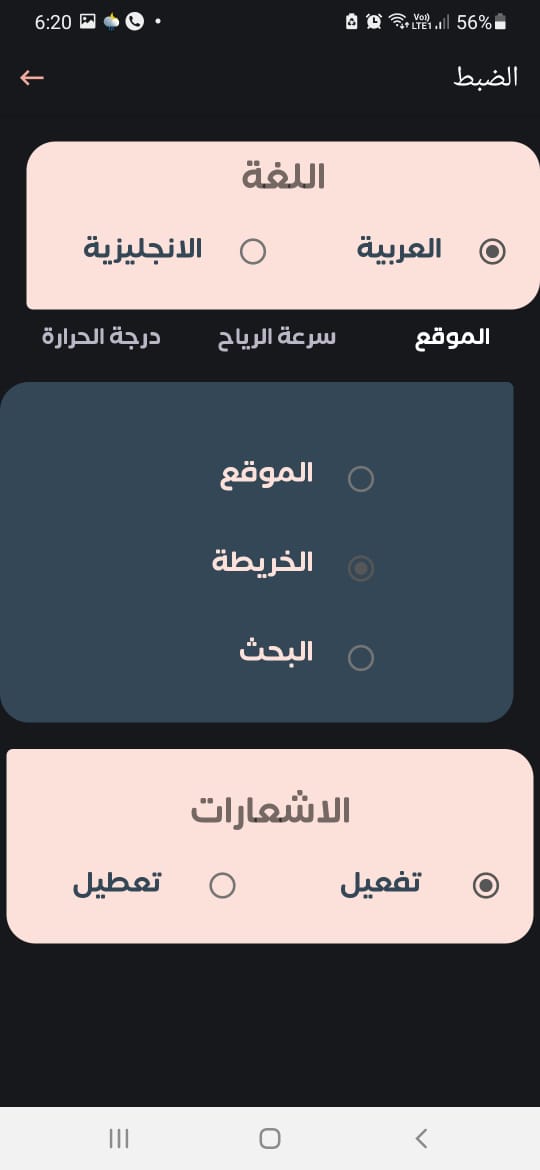 6:20 Vo) LTE1 56%
الضبط
اللغة
العربية الانجليزية
الموقع سرعة الرياح درجة الحرارة
الموقع
الخريطة
البحث
الاشعارات
تفعيل تعطيل